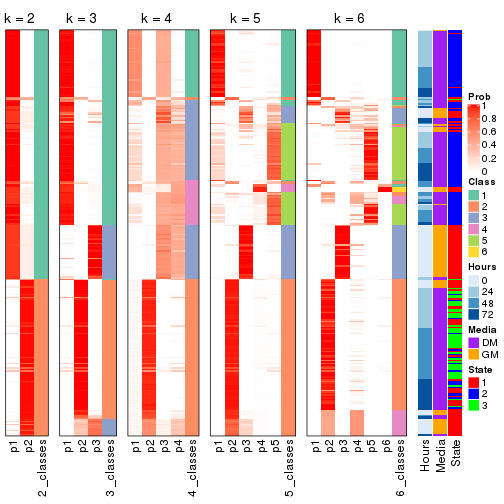 k = 2
k = 3
k = 4
k = 5
k = 6
p1
p2
2_classes
p1
p2
p3
3_classes
p1
p2
p3
p4
4_classes
p1
p2
p3
p4
p5
5_classes
p1
p2
p3
p4
p5
p6
6_classes
Hours
Media
State
Prob
1
0.8
0.6
0.4
0.2
0
Class
1
2
3
4
5
6
Hours
0
24
48
72
Media
DM
GM
State
1
2
3